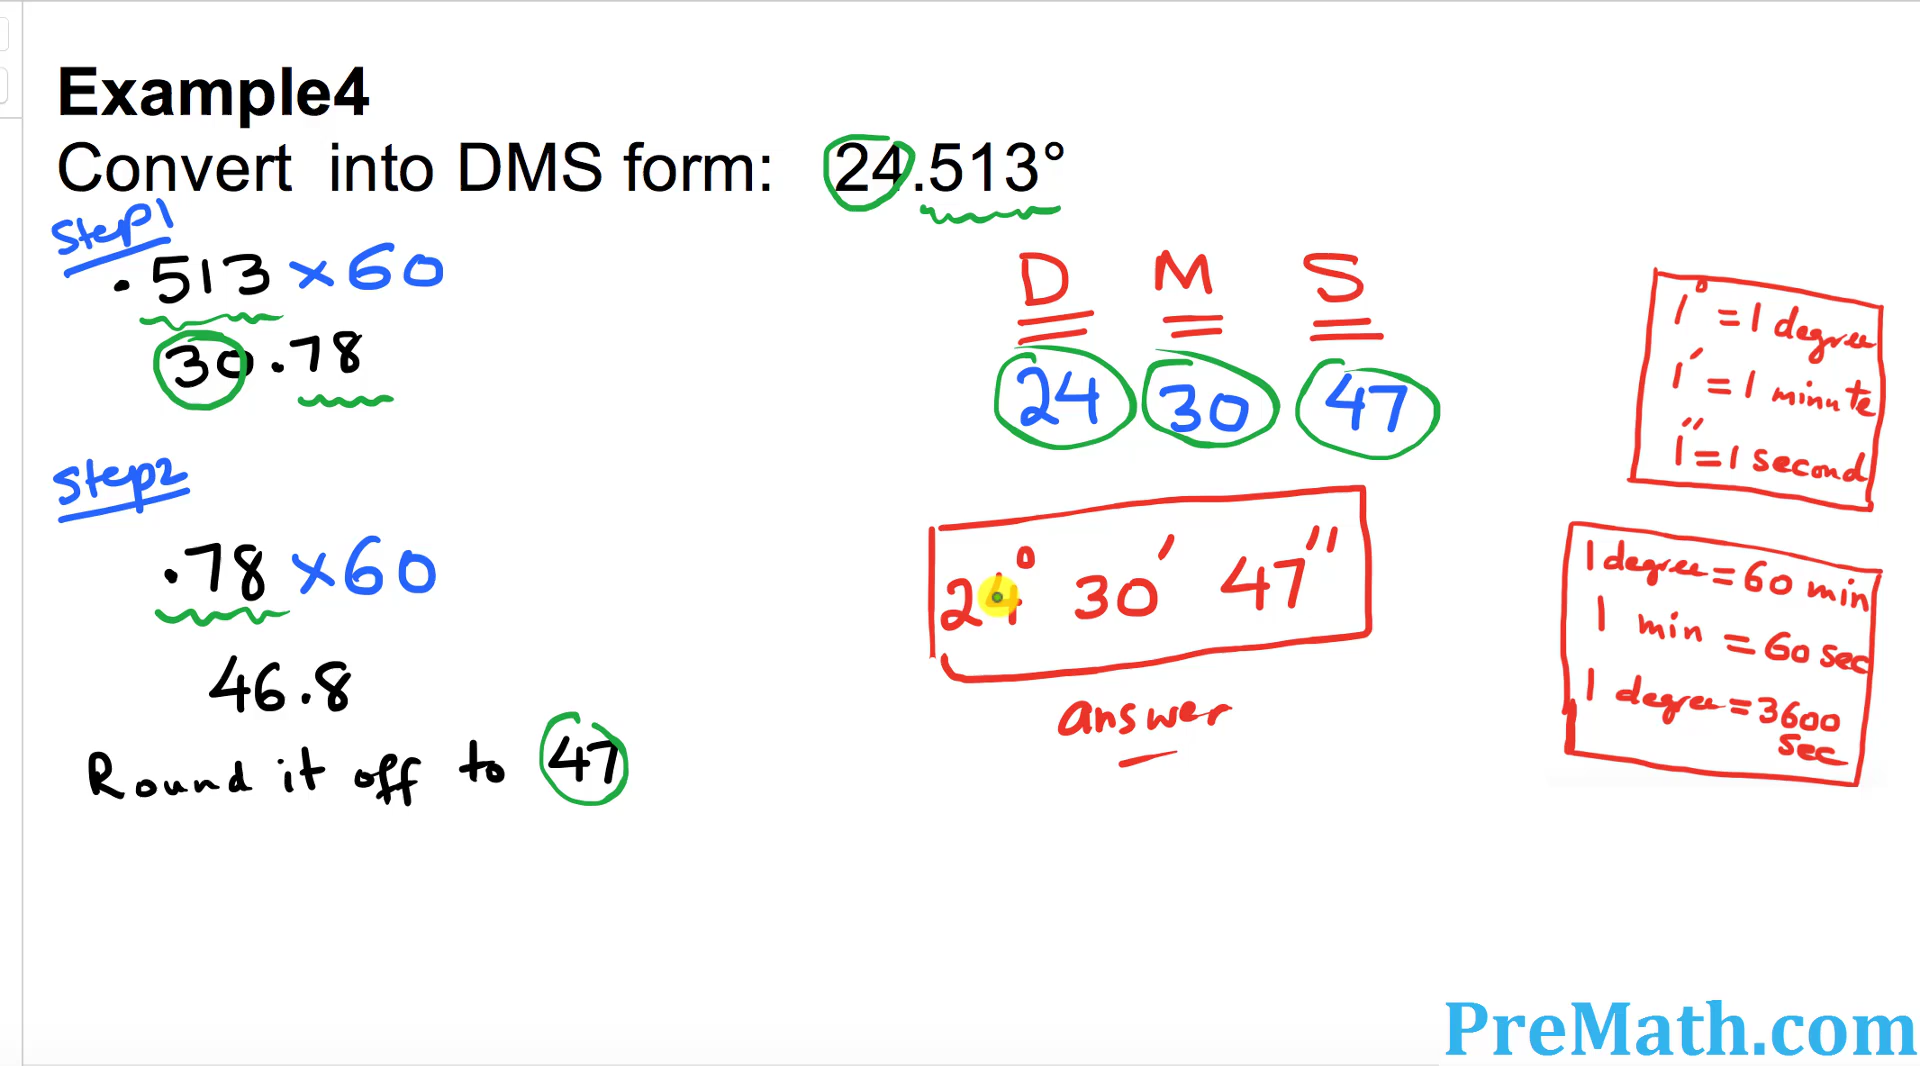 Example4
Convert into DMS form: 24.513°
Step1
.513 × 60
30.78
Step2
.78 × 60
46.8
Round it off to 47
D M S
24 30 47
24° 30' 47"
answer
1° = 1 degree
1' = 1 minute
1" = 1 second
1 degree = 60 min
1 min = 60 sec
1 degree = 3600
sec
PreMath.com